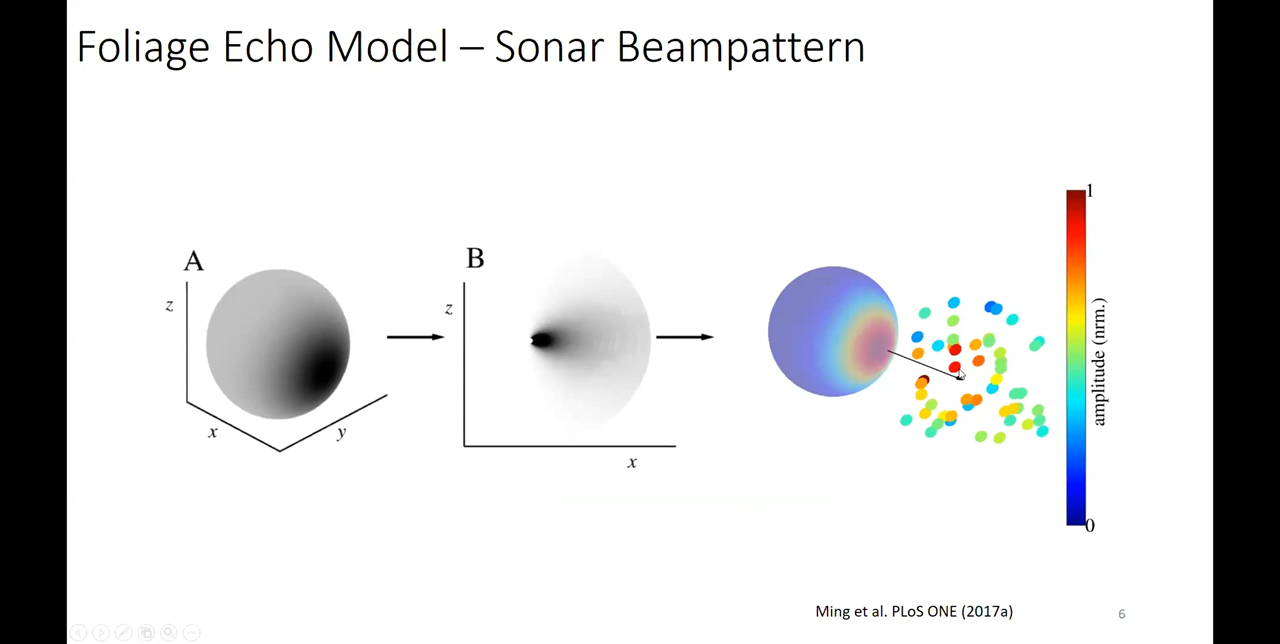 Foliage Echo Model – Sonar Beampattern
A
z
x
y
B
z
x
1
amplitude (nrm.)
0
Ming et al. PLoS ONE (2017a)
6